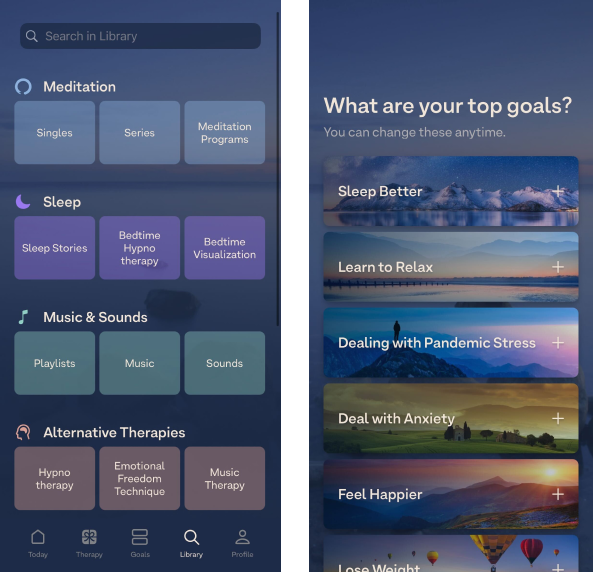 Search in Library
Meditation
Singles
Series
Meditation
Programs
Sleep
Sleep Stories
Bedtime
Hypno
therapy
Bedtime
Visualization
Music & Sounds
Playlists
Music
Sounds
Alternative Therapies
Hypno
therapy
Emotional
Freedom
Technique
Music
Therapy
Today
Therapy
Goals
Library
Profile
What are your top goals?
You can change these anytime.
Sleep Better
Learn to Relax
Dealing with Pandemic Stress
Deal with Anxiety
Feel Happier
Lose Weight